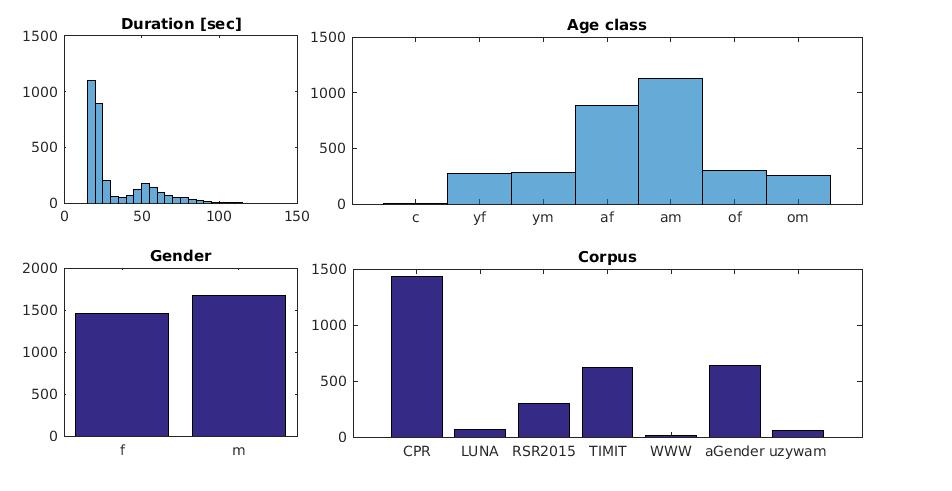 Duration [sec]
1500
1000
500
0
0 50 100 150
Age class
1500
1000
500
0
c yf ym af am of om
Gender
2000
1500
1000
500
0
f m
Corpus
1500
1000
500
0
CPR LUNA RSR2015 TIMIT WWW aGender uzywam